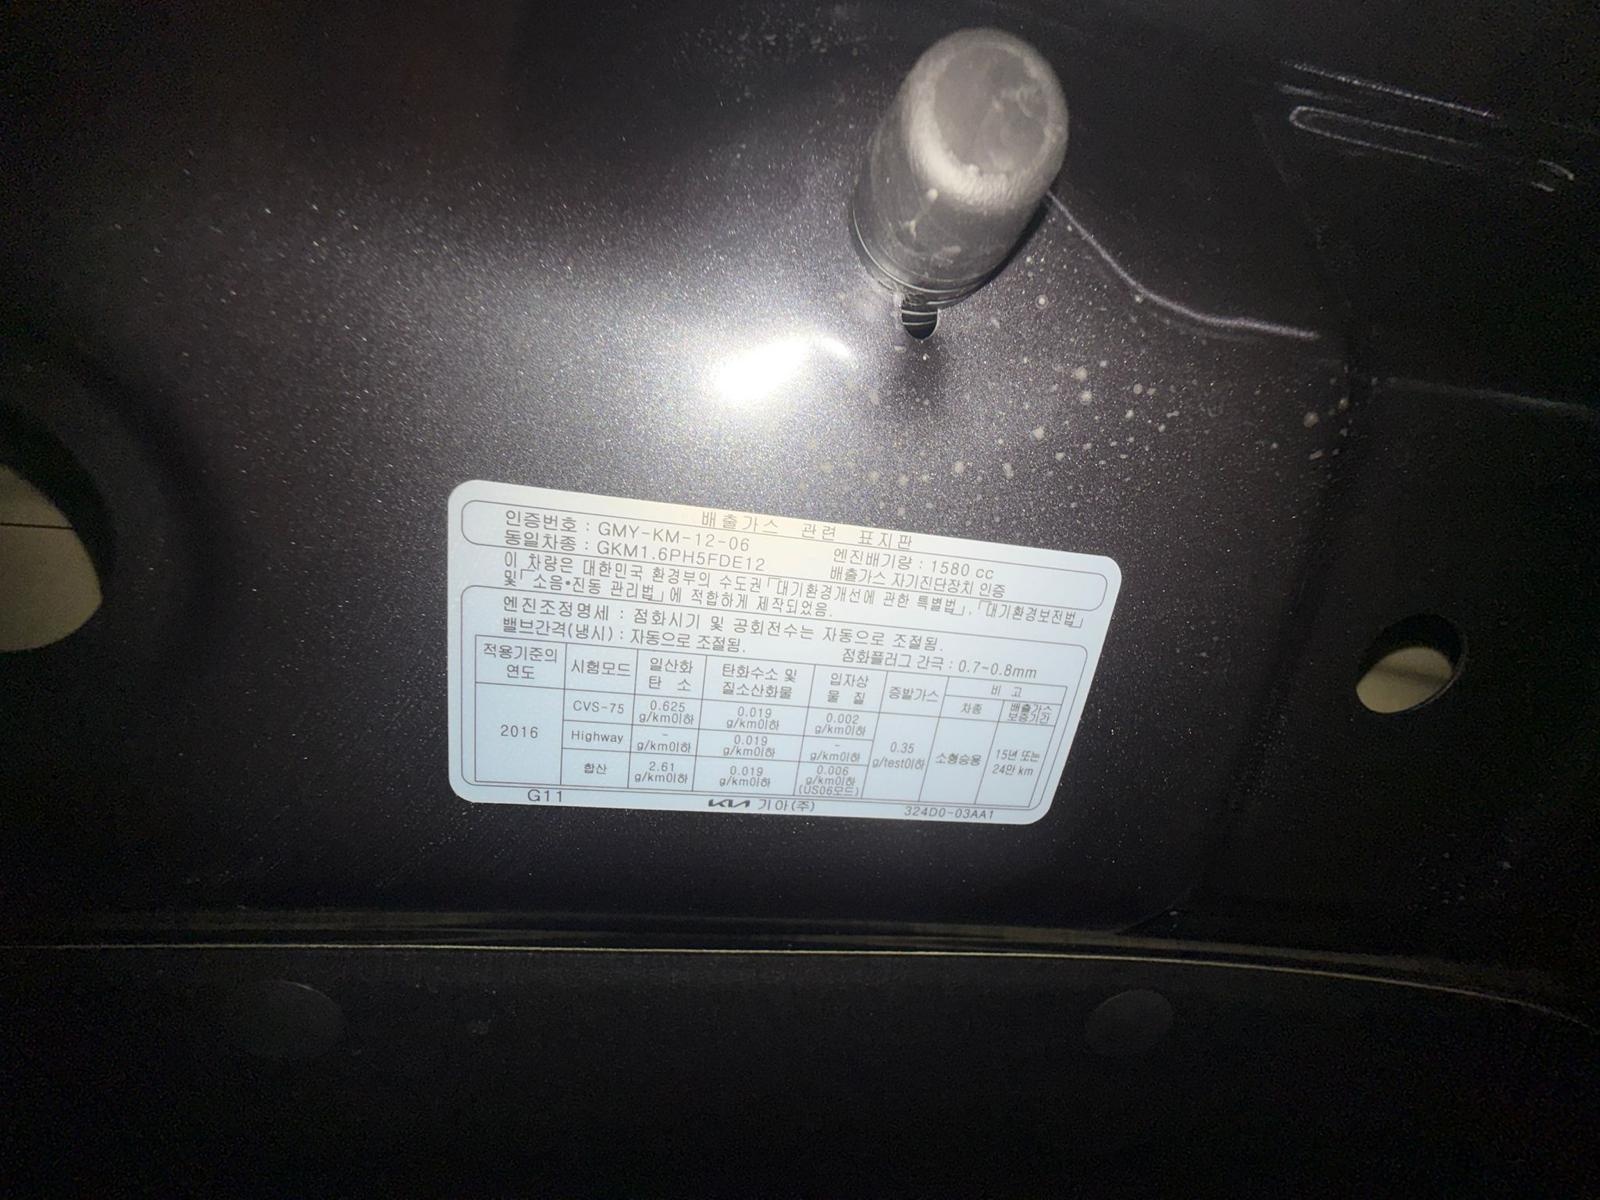 배출가스 관련 표지판
인증번호 : GMY-KM-12-06
엔진배기량 : 1580 cc
동일차종 : GKM1.6PH5FDE12
배출가스 자기진단장치 인증
이 차량은 대한민국 환경부의 수도권「대기환경개선에 관한 특별법」,「대기환경보전법」
및「소음•진동 관리법」에 적합하게 제작되었음.
엔진조정명세 : 점화시기 및 공회전수는 자동으로 조절됨.
밸브간격(냉시) : 자동으로 조절됨.
점화플러그 간극 : 0.7~0.8mm
적용기준의 연도
시험모드
일산화 탄 소
탄화수소 및 질소산화물
입자상 물 질
증발가스
비 고
차종
배출가스 보증기간
2016
CVS-75
0.625 g/km이하
0.019 g/km이하
0.002 g/km이하
0.35 g/test이하
소형승용
15년 또는 24만 km
Highway
- g/km이하
0.019 g/km이하
- g/km이하
합산
2.61 g/km이하
0.019 g/km이하
0.006 g/km이하 (US06모드)
G11
KIA 기아(주)
324D0-03AA1